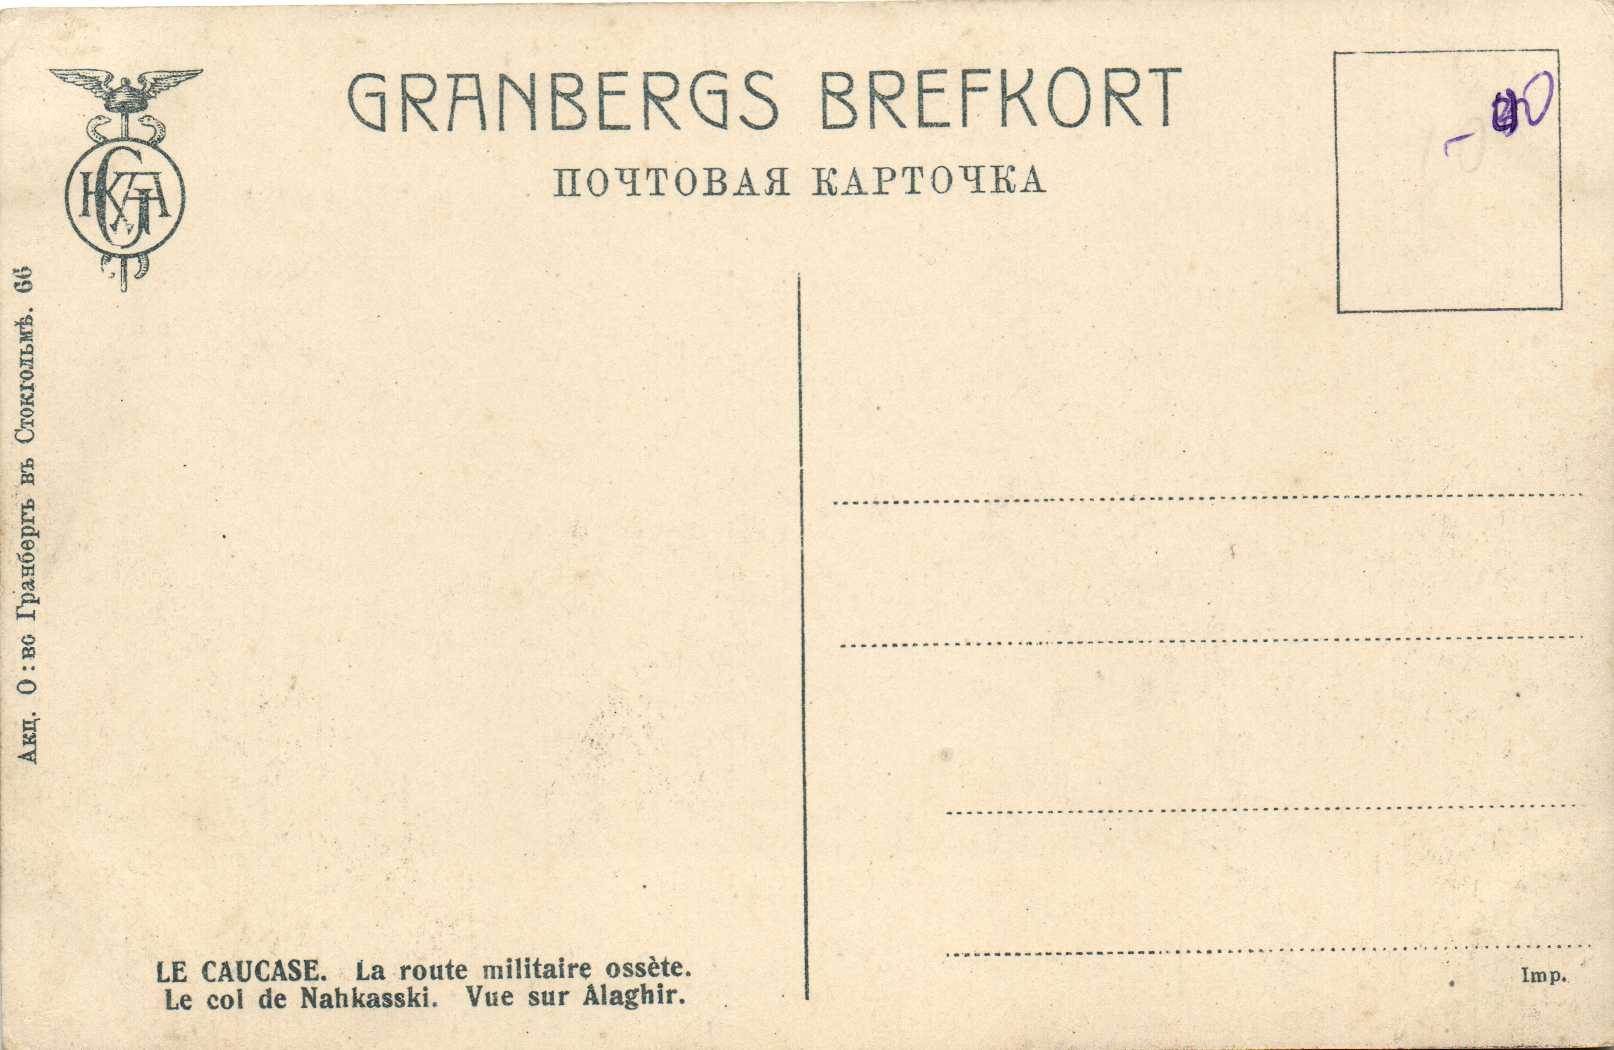 GRANBERGS BREFKORT
ПОЧТОВАЯ КАРТОЧКА
Акц. О:во Гранбергъ въ Стокгольмѣ. 66
LE CAUCASE. La route militaire ossète.
Le col de Nahkasski. Vue sur Alaghir.
Imp.